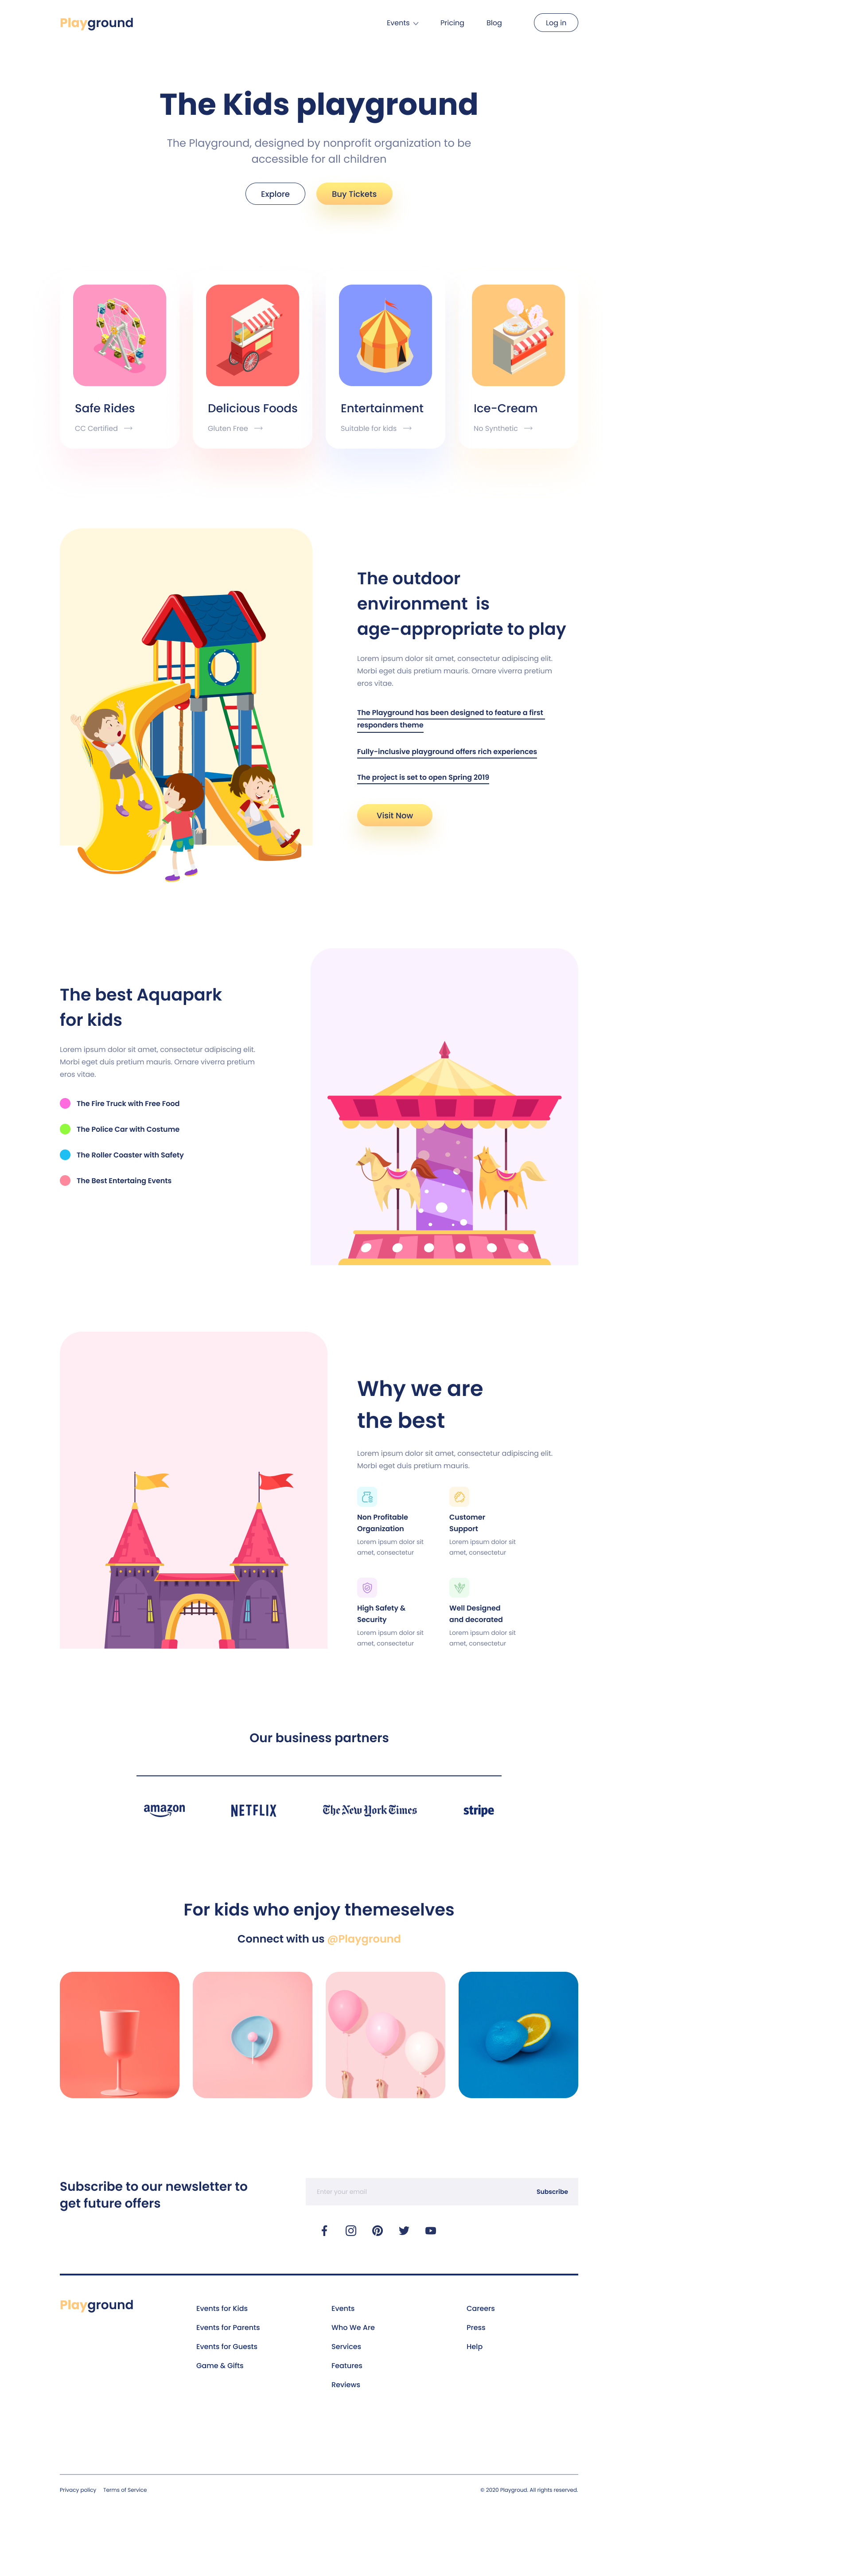 Playground
Events
Pricing
Blog
Log in
The Kids playground
The Playground, designed by nonprofit organization to be
accessible for all children
Explore
Buy Tickets
Safe Rides
CC Certified
Delicious Foods
Gluten Free
Entertainment
Suitable for kids
Ice-Cream
No Synthetic
The outdoor
environment is
age-appropriate to play
Lorem ipsum dolor sit amet, consectetur adipiscing elit.
Morbi eget duis pretium mauris. Ornare viverra pretium
eros vitae.
The Playground has been designed to feature a first
responders theme
Fully-inclusive playground offers rich experiences
The project is set to open Spring 2019
Visit Now
The best Aquapark
for kids
Lorem ipsum dolor sit amet, consectetur adipiscing elit.
Morbi eget duis pretium mauris. Ornare viverra pretium
eros vitae.
The Fire Truck with Free Food
The Police Car with Costume
The Roller Coaster with Safety
The Best Entertaing Events
Why we are
the best
Lorem ipsum dolor sit amet, consectetur adipiscing elit.
Morbi eget duis pretium mauris.
Non Profitable
Organization
Lorem ipsum dolor sit
amet, consectetur
Customer
Support
Lorem ipsum dolor sit
amet, consectetur
High Safety &
Security
Lorem ipsum dolor sit
amet, consectetur
Well Designed
and decorated
Lorem ipsum dolor sit
amet, consectetur
Our business partners
amazon
NETFLIX
The New York Times
stripe
For kids who enjoy themeselves
Connect with us @Playground
Subscribe to our newsletter to
get future offers
Enter your email
Subscribe
Playground
Events for Kids
Events for Parents
Events for Guests
Game & Gifts
Events
Who We Are
Services
Features
Reviews
Careers
Press
Help
Privacy policy
Terms of Service
© 2020 Playgroud. All rights reserved.